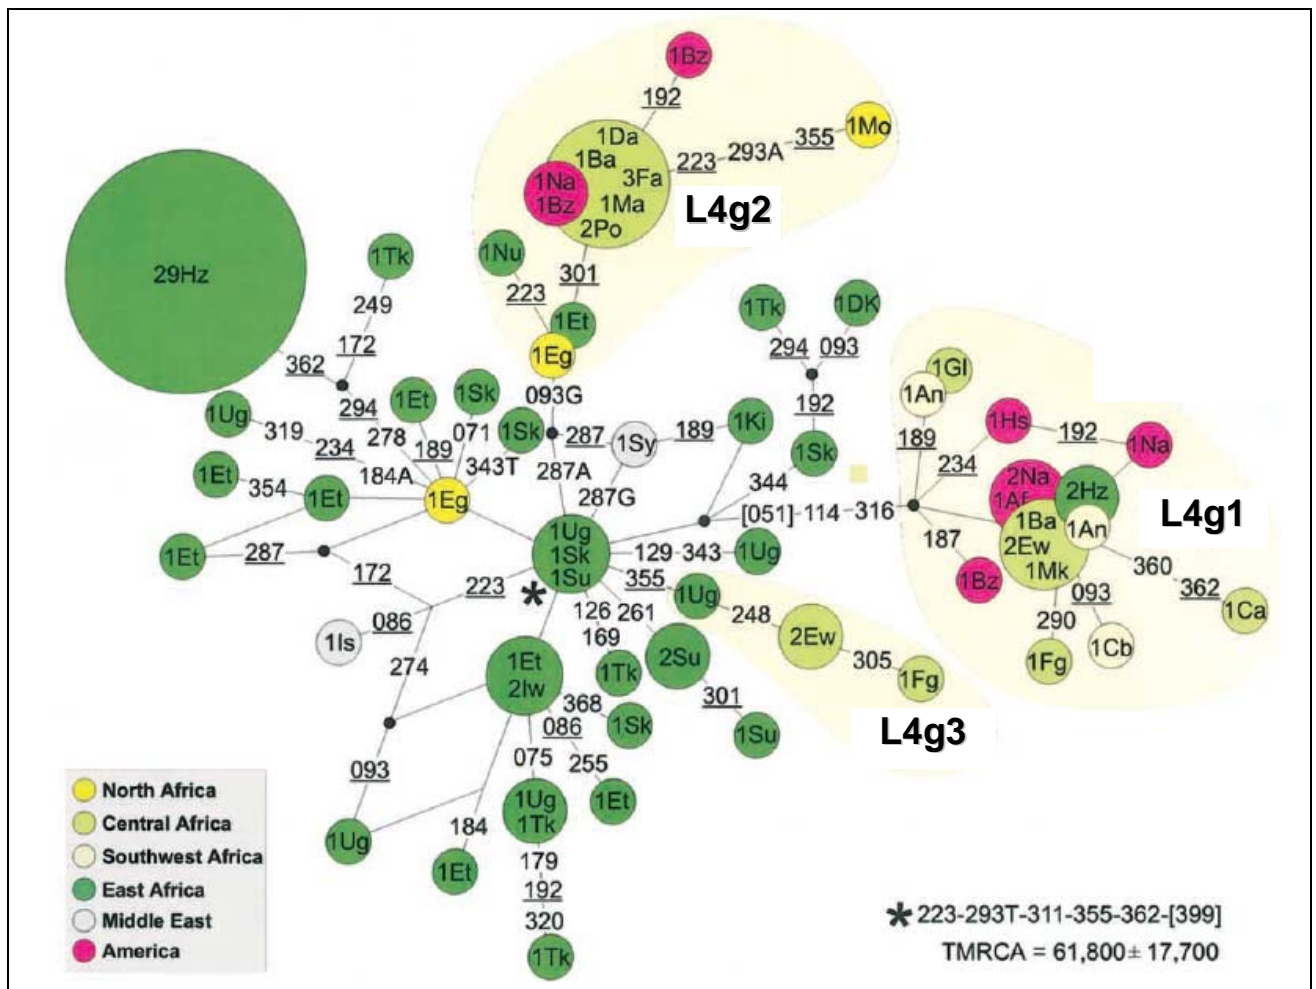 1Bz
192
1Mo
355
293A
223
1Da
1Ba
3Fa
1Na
1Bz
1Ma
2Po
L4g2
29Hz
1Tk
249
172
362
1Nu
223
301
1Et
1Eg
093G
1Tk
1DK
294
093
192
1Sk
294
278
184A
1Et
189
1Sk
071
1Sk
343T
287
287A
1Sy
189
1Ki
287G
344
1Ug
319
234
1Et
354
1Et
1Eg
1Et
287
172
223
1Is
086
274
093
1Ug
1Ug
1Sk
1Su
129
343
1Ug
[051]
114
316
1Gl
1An
189
1Hs
192
1Na
234
2Na
1Af
2Hz
1Ba
1An
2Ew
1Mk
L4g1
187
1Bz
360
362
1Ca
093
1Cb
290
1Fg
355
1Ug
248
2Ew
305
1Fg
L4g3
126
169
1Tk
261
2Su
301
1Su
1Et
2Iw
368
1Sk
086
255
1Et
075
1Ug
1Tk
179
192
320
1Tk
184
1Et
North Africa
Central Africa
Southwest Africa
East Africa
Middle East
America
* 223-293T-311-355-362-[399]
TMRCA = 61,800 ± 17,700